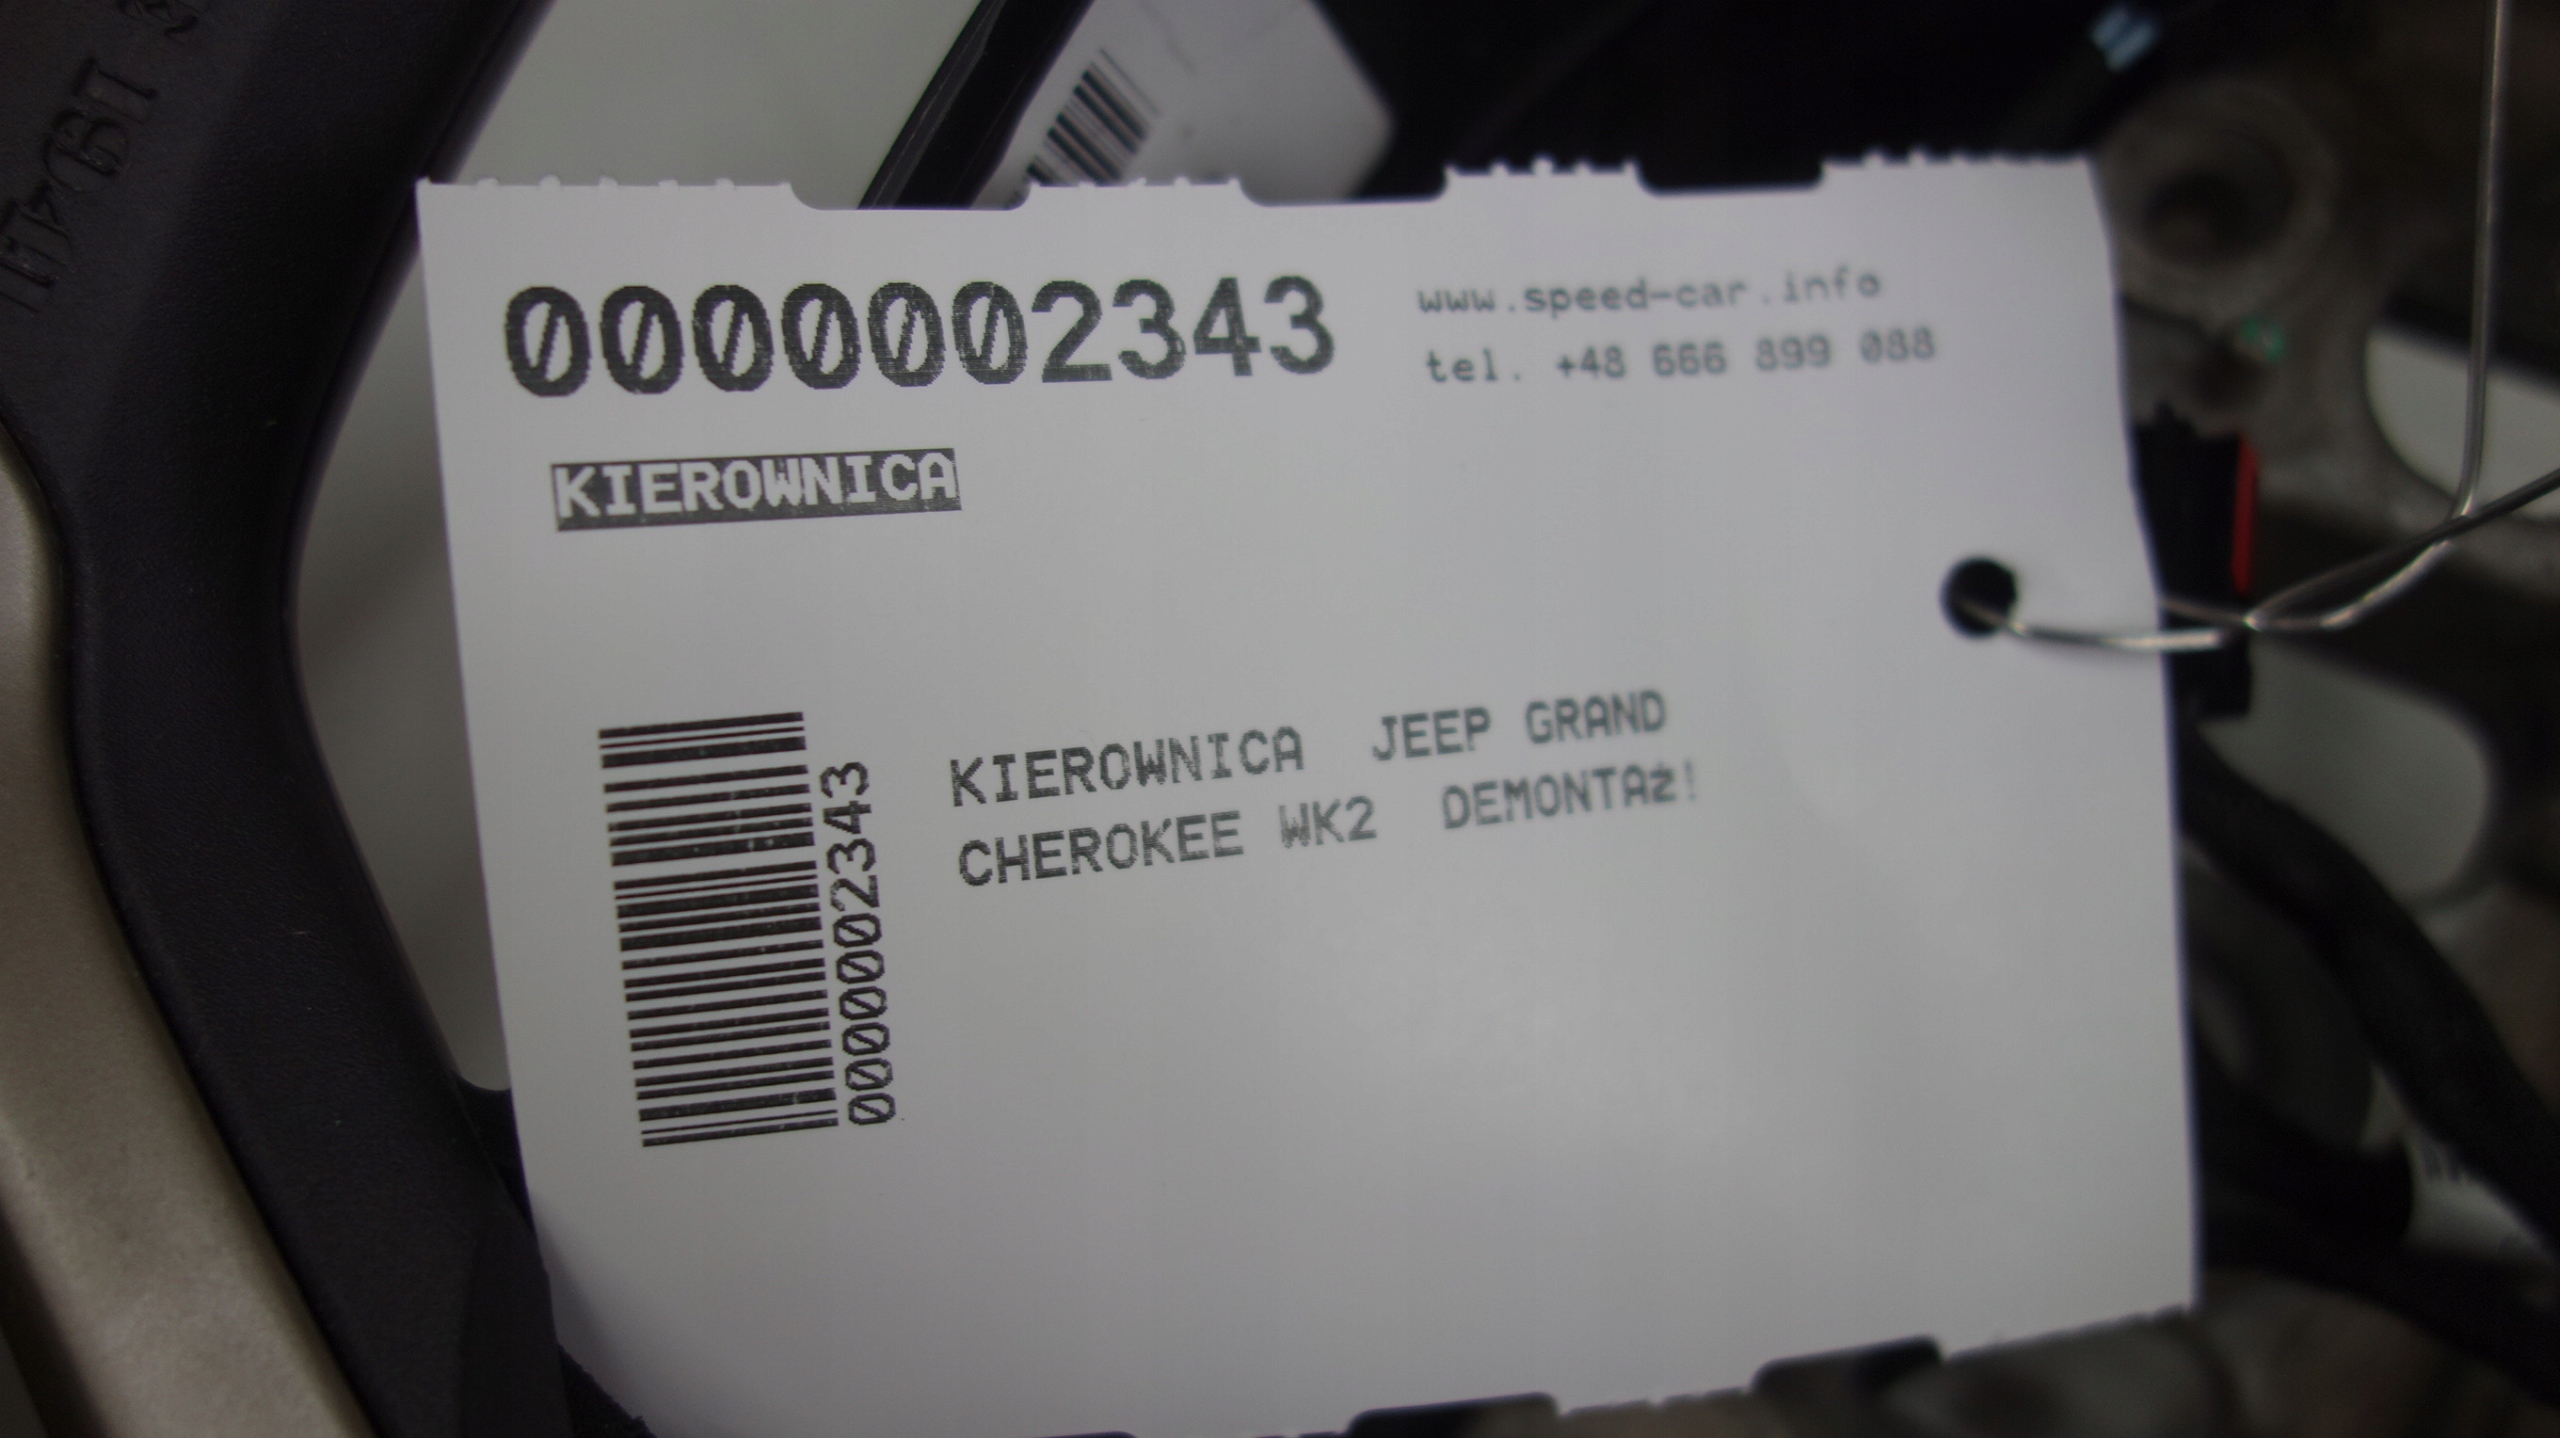 0000002343
www.speed-car.info
tel. +48 666 899 088
KIEROWNICA
0000002343
KIEROWNICA JEEP GRAND
CHEROKEE WK2 DEMONTAż!